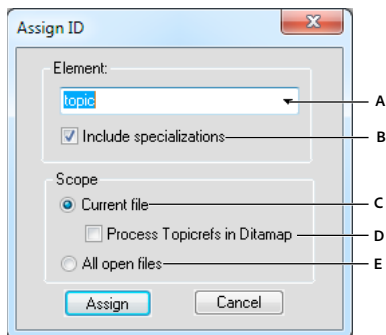 Assign ID
Element:
topic
A
Include specializations
B
Scope
Current file
C
Process Topicrefs in Ditamap
D
All open files
E
Assign
Cancel